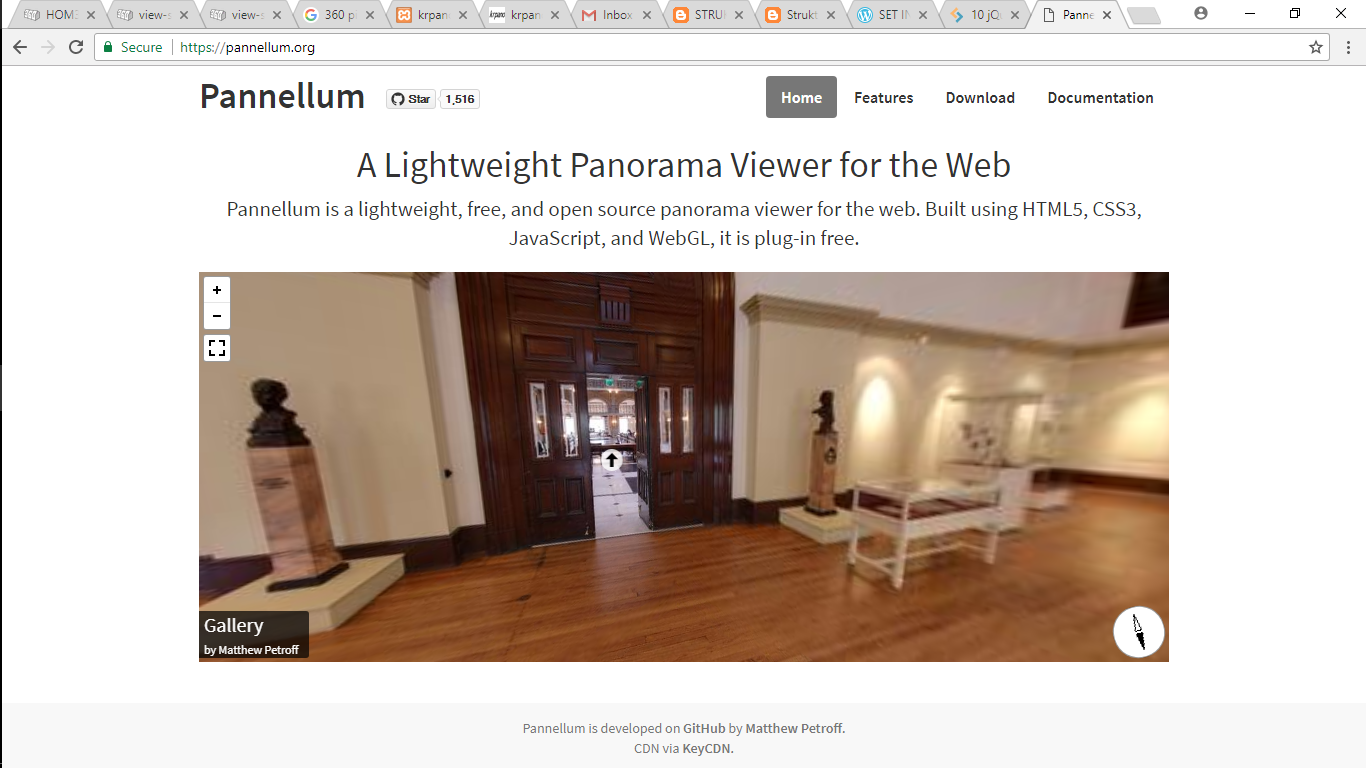 HOM
view-s
view-s
360 p
krpan
krpano krpan
Inbox
STRU
Strukt
SET I
10 jQ
Panne
Secure https://pannellum.org
Pannellum
Star 1,516
Home Features Download Documentation
A Lightweight Panorama Viewer for the Web
Pannellum is a lightweight, free, and open source panorama viewer for the web. Built using HTML5, CSS3,
JavaScript, and WebGL, it is plug-in free.
+
−
Gallery
by Matthew Petroff
Pannellum is developed on GitHub by Matthew Petroff.
CDN via KeyCDN.